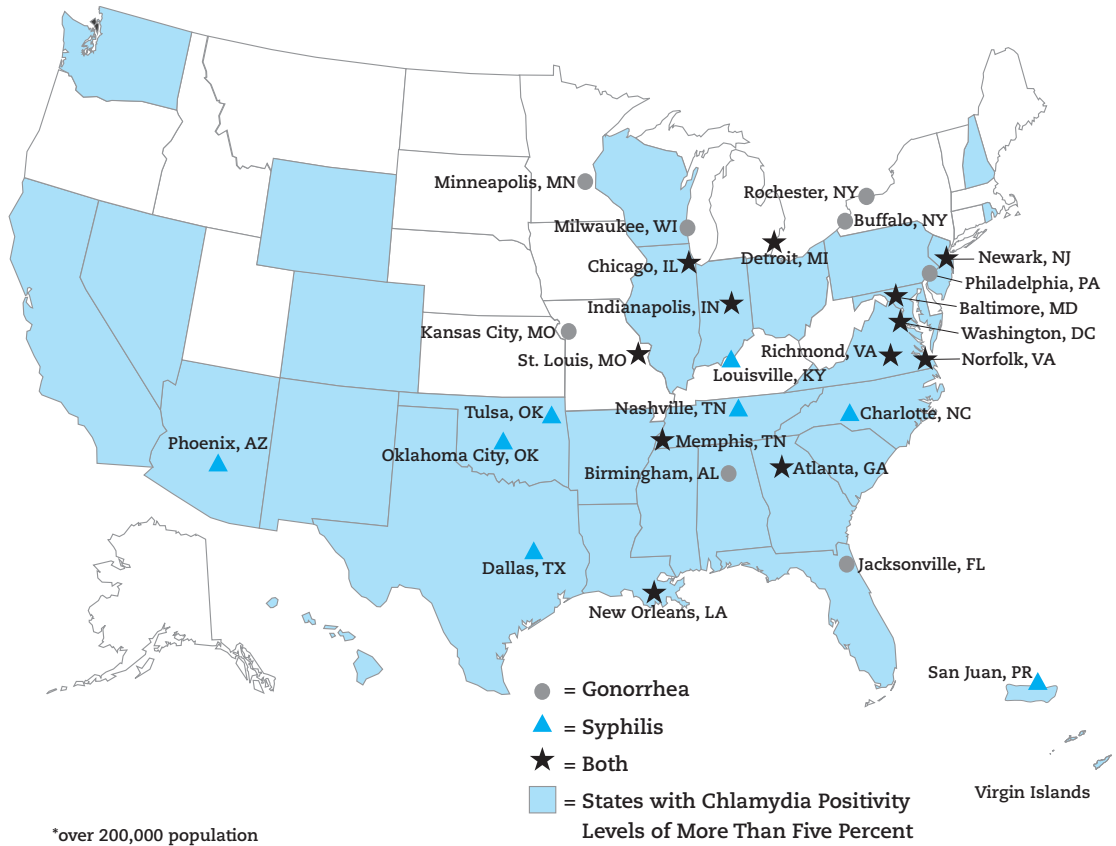 Minneapolis, MN
Rochester, NY
Buffalo, NY
Milwaukee, WI
Detroit, MI
Newark, NJ
Chicago, IL
Philadelphia, PA
Indianapolis, IN
Baltimore, MD
Kansas City, MO
Washington, DC
St. Louis, MO
Richmond, VA
Norfolk, VA
Louisville, KY
Nashville, TN
Tulsa, OK
Charlotte, NC
Phoenix, AZ
Memphis, TN
Oklahoma City, OK
Birmingham, AL
Atlanta, GA
Dallas, TX
Jacksonville, FL
New Orleans, LA
San Juan, PR
= Gonorrhea
= Syphilis
= Both
Virgin Islands
= States with Chlamydia Positivity
Levels of More Than Five Percent
*over 200,000 population